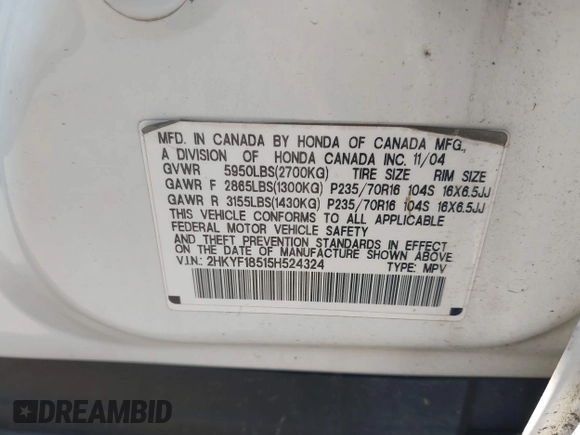 MFD. IN CANADA BY HONDA OF CANADA MFG.,
A DIVISION OF HONDA CANADA INC. 11/04
GVWR 5950LBS(2700KG) TIRE SIZE RIM SIZE
GAWR F 2865LBS(1300KG) P235/70R16 104S 16X6.5JJ
GAWR R 3155LBS(1430KG) P235/70R16 104S 16X6.5JJ
THIS VEHICLE CONFORMS TO ALL APPLICABLE
FEDERAL MOTOR VEHICLE SAFETY
AND THEFT PREVENTION STANDARDS IN EFFECT
ON THE DATE OF MANUFACTURE SHOWN ABOVE
V.I.N.: 2HKYF18515H524324 TYPE: MPV
DREAMBID